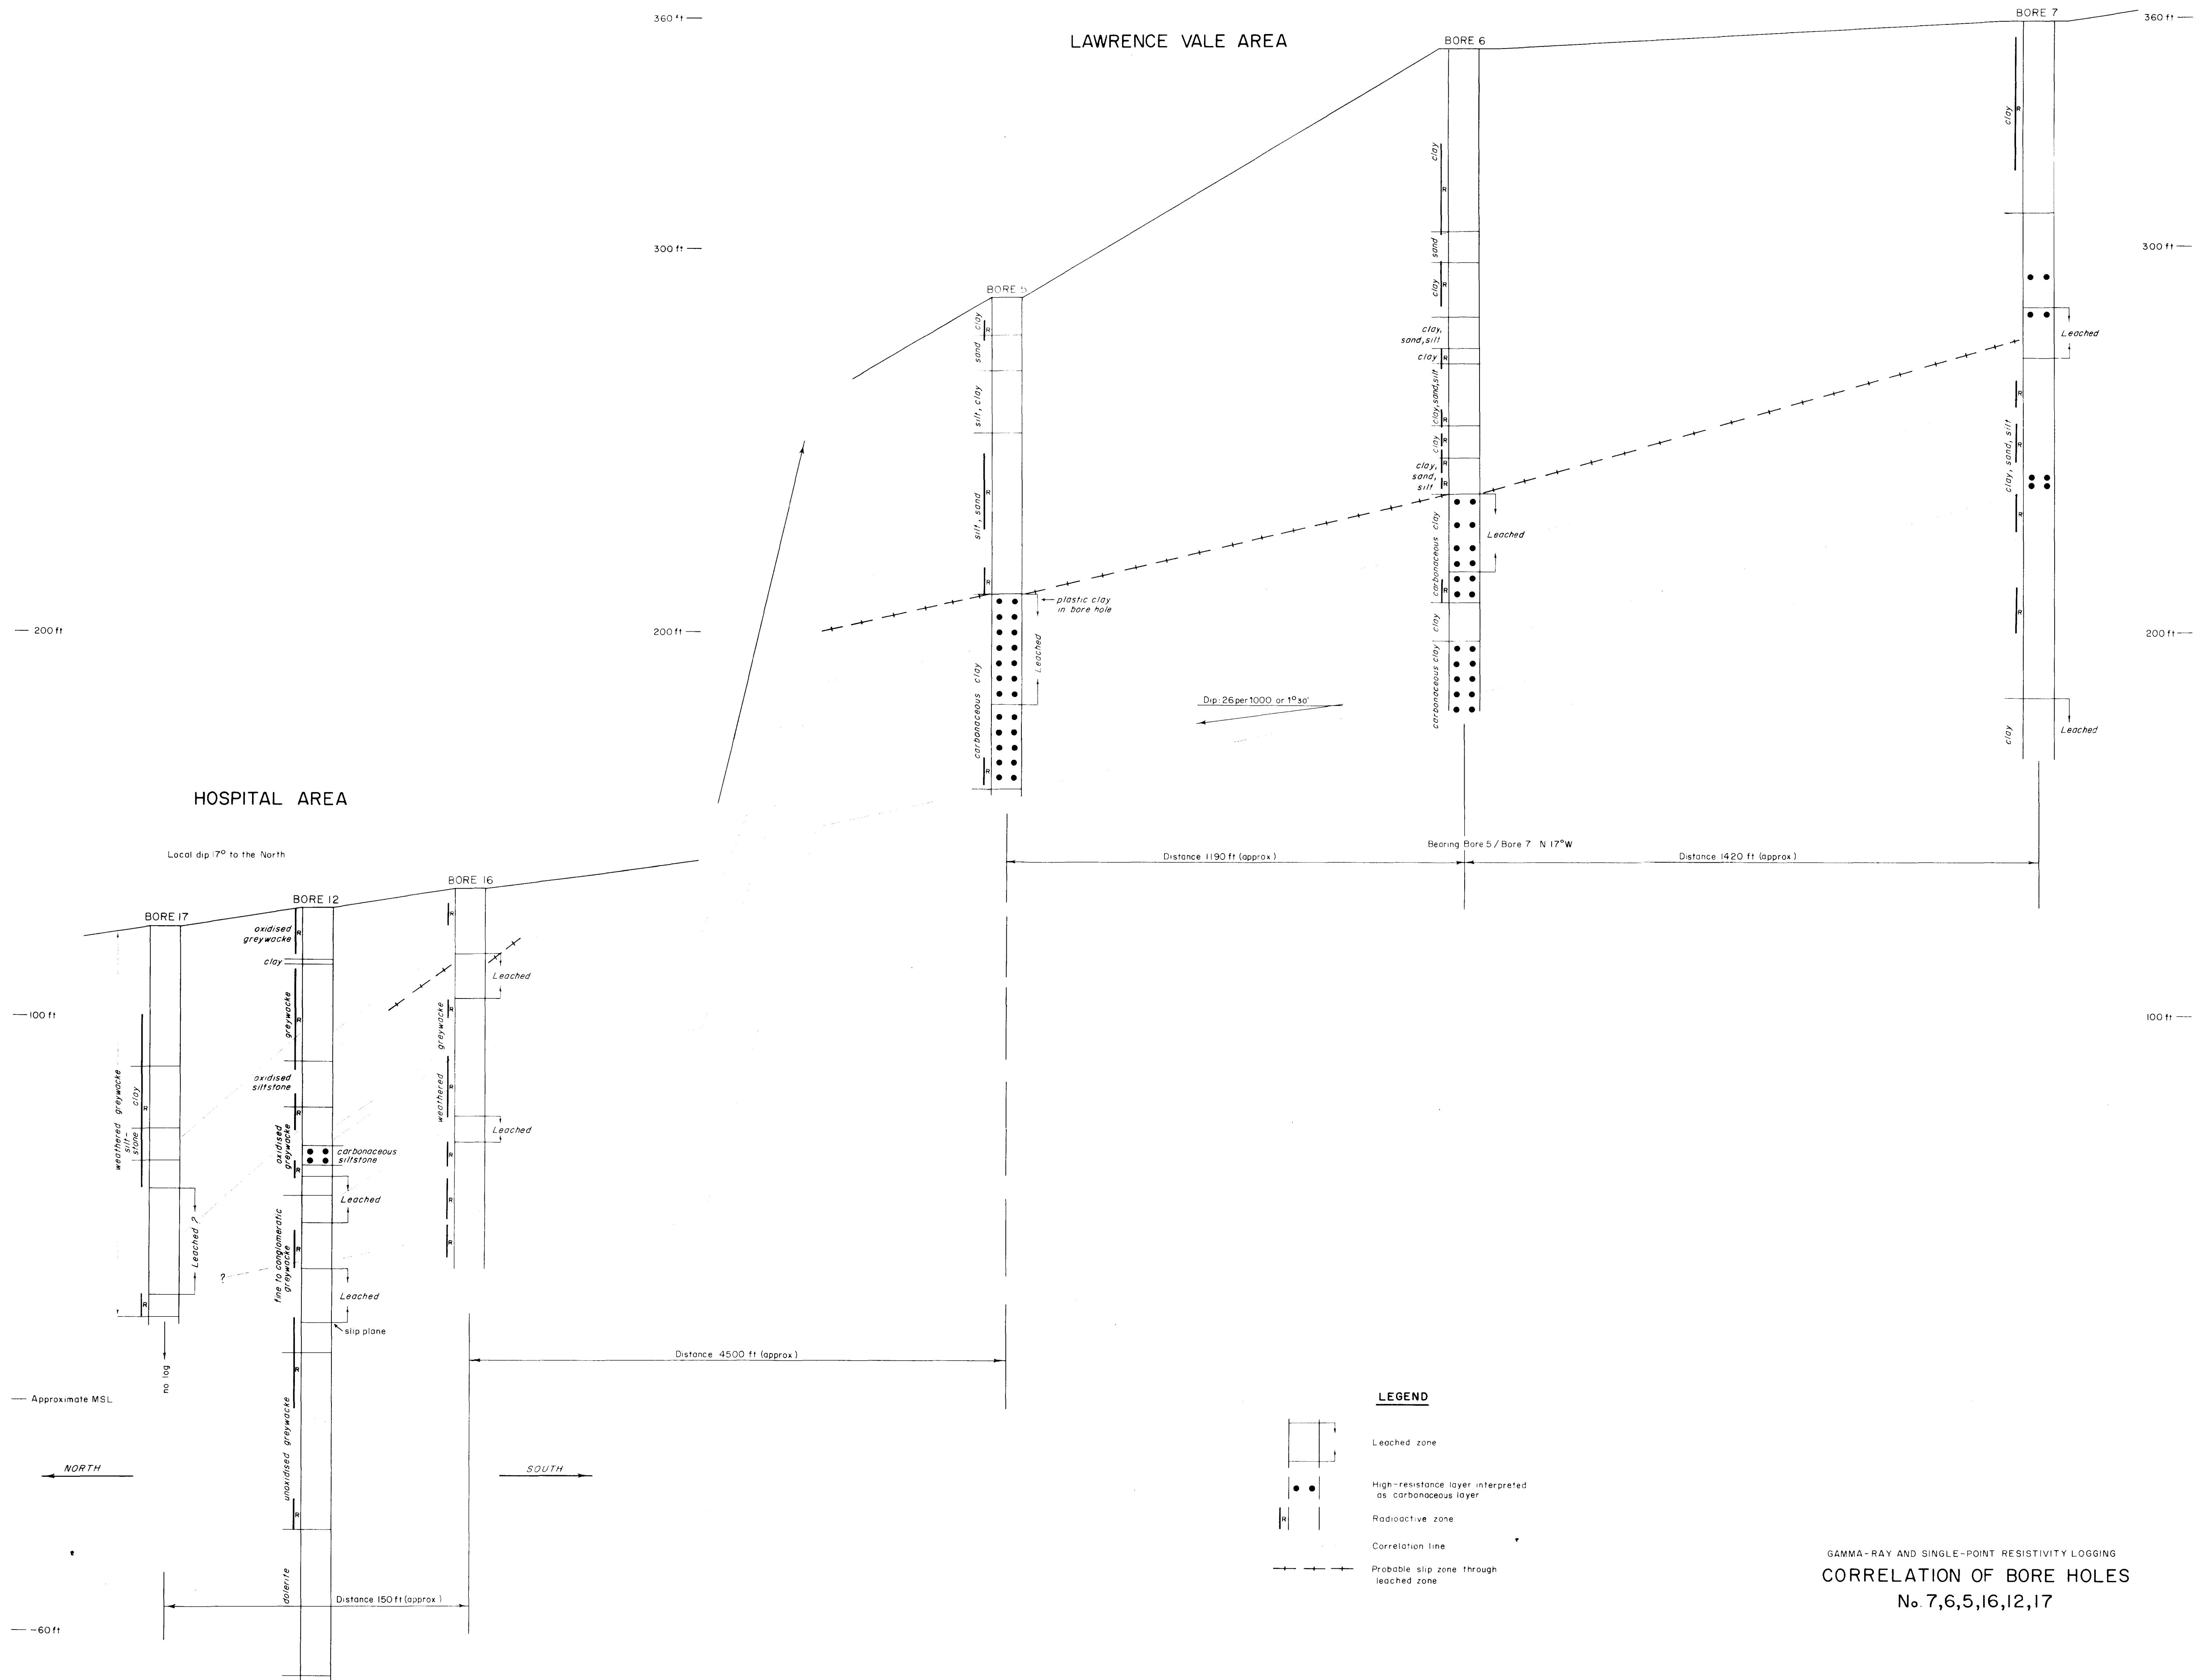 360 ft
LAWRENCE VALE AREA
BORE 7
360 ft
BORE 6
clay
R
clay
R
300 ft
300 ft
sand
clay
R
BORE 5
clay
R
sand
clay,
sand, silt
clay
R
Leached
silt, clay
clay, sand, silt
R
clay
R
clay,
sand,
silt
R
R
silt, sand
R
R
clay, sand, silt
R
R
R
R
carbonaceous clay
R
Leached
plastic clay
in bore hole
Leached
clay
carbonaceous clay
carbonaceous clay
R
200 ft
200 ft
200 ft
Dip: 26 per 1000 or 1° 30'
clay
Leached
HOSPITAL AREA
Local dip 17° to the North
Bearing Bore 5 / Bore 7 N 17° W
Distance 1190 ft (approx)
Distance 1420 ft (approx)
BORE 17
BORE 12
BORE 16
oxidised
greywacke
R
R
clay
Leached
100 ft
100 ft
greywacke
R
weathered greywacke
R
R
oxidised
siltstone
weathered greywacke
clay
silt-
stone
R
R
oxidised
greywacke
R
carbonaceous
siltstone
Leached
R
R
R
Leached
Leached ?
fine to conglomeratic
greywacke
R
?
Leached
R
slip plane
no log
R
Distance 4500 ft (approx)
Approximate MSL
unoxidised greywacke
R
NORTH
SOUTH
dolerite
Distance 150 ft (approx)
-60 ft
LEGEND
Leached zone
High-resistance layer interpreted
as carbonaceous layer
R
Radioactive zone
Correlation line
Probable slip zone through
leached zone
GAMMA-RAY AND SINGLE-POINT RESISTIVITY LOGGING
CORRELATION OF BORE HOLES
No. 7,6,5,16,12,17